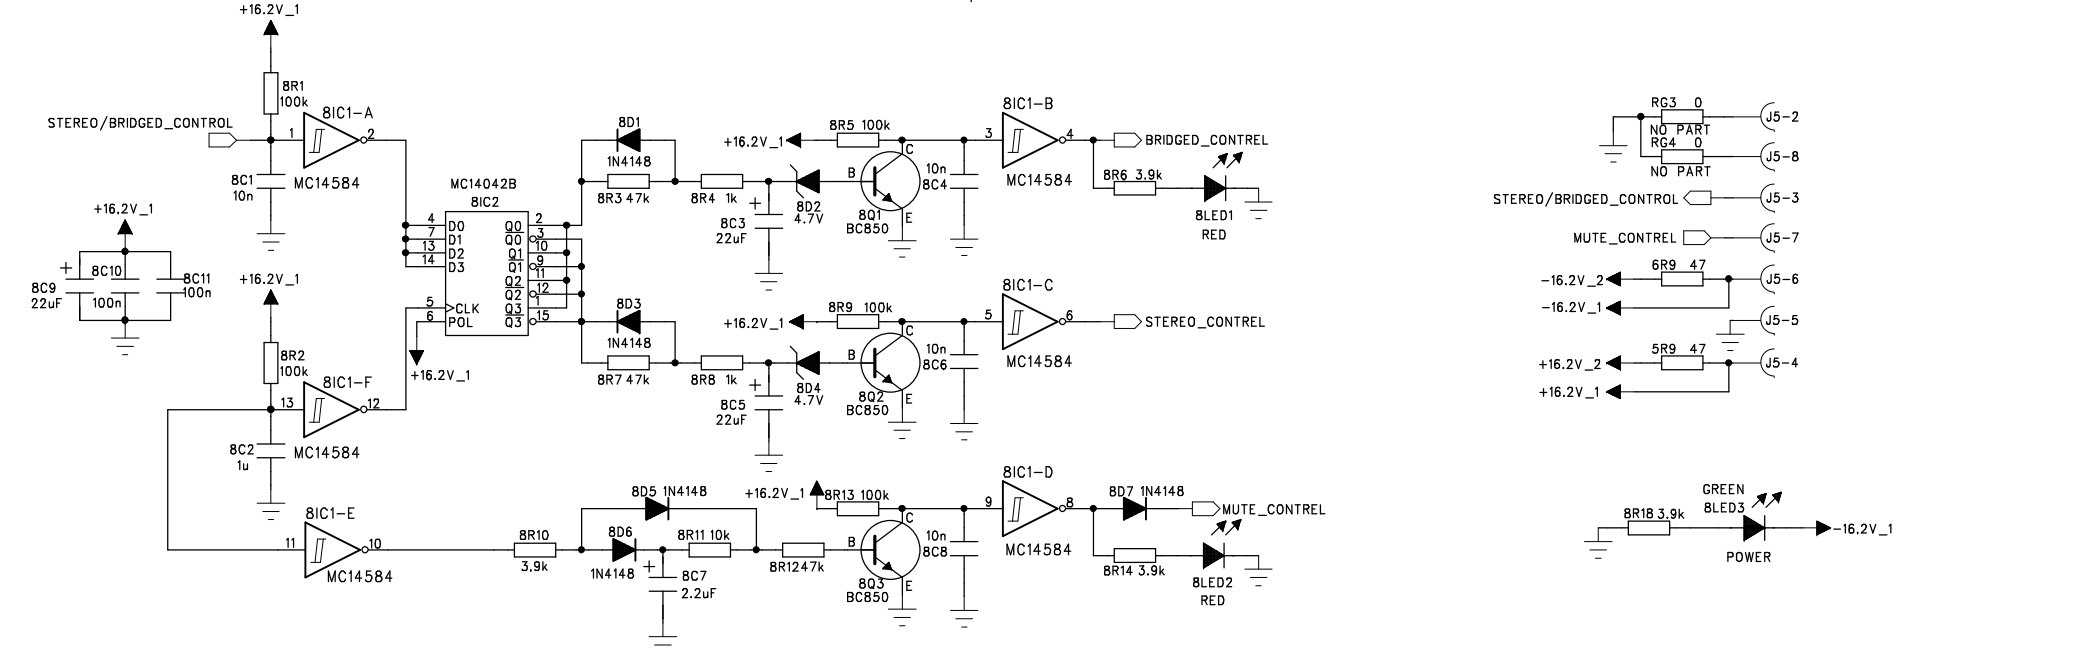 +16.2V_1
8R1
100k
8IC1-A
STEREO/BRIDGED_CONTROL
1
2
MC14584
8C1
10n
+16.2V_1
8C9
22uF
8C10
100n
8C11
100n
+16.2V_1
8R2
100k
8IC1-F
13
12
MC14584
8C2
1u
8IC1-E
11
10
MC14584
MC14042B
8IC2
4
D0
7
D1
13
D2
14
D3
5
CLK
6
POL
Q0
2
Q0
3
Q1
10
Q1
9
Q2
11
Q2
12
Q3
1
Q3
15
+16.2V_1
8D1
1N4148
8R3 47k
8R4 1k
8C3
22uF
8D2
4.7V
+16.2V_1
8R5 100k
B
C
E
8Q1
BC850
10n
8C4
8IC1-B
3
4
MC14584
BRIDGED_CONTREL
8R6 3.9k
8LED1
RED
8D3
1N4148
8R7 47k
8R8 1k
8C5
22uF
8D4
4.7V
+16.2V_1
8R9 100k
B
C
E
8Q2
BC850
10n
8C6
8IC1-C
5
6
MC14584
STEREO_CONTREL
8R10
3.9k
8D5 1N4148
8D6
1N4148
8R11 10k
8C7
2.2uF
8R12 47k
+16.2V_1
8R13 100k
B
C
E
8Q3
BC850
10n
8C8
8IC1-D
9
8
MC14584
8D7 1N4148
MUTE_CONTREL
8R14 3.9k
8LED2
RED
RG3 0
NO PART
J5-2
RG4 0
NO PART
J5-8
STEREO/BRIDGED_CONTROL
J5-3
MUTE_CONTREL
J5-7
-16.2V_2
6R9 47
J5-6
-16.2V_1
J5-5
+16.2V_2
5R9 47
J5-4
+16.2V_1
GREEN
8LED3
8R18 3.9k
-16.2V_1
POWER